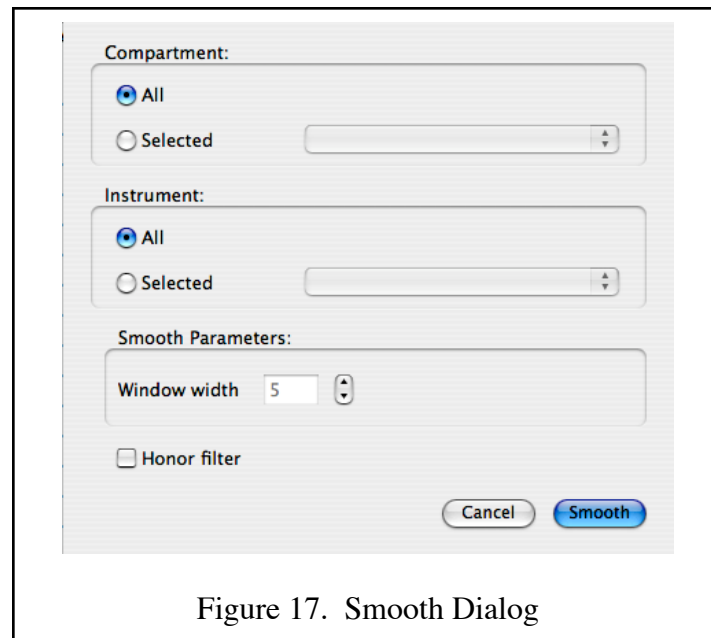 Compartment:
All
Selected
Instrument:
All
Selected
Smooth Parameters:
Window width 5
Honor filter
Cancel Smooth
Figure 17. Smooth Dialog